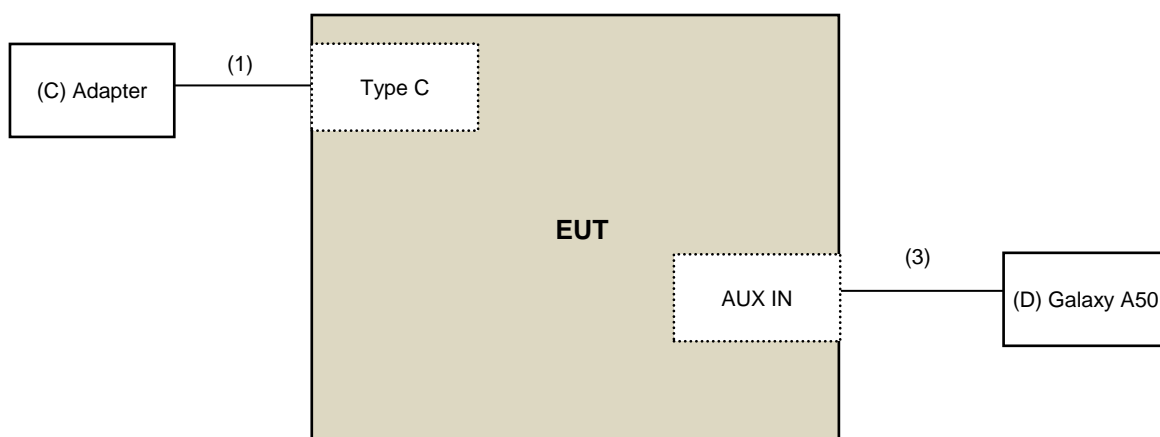 (C) Adapter
(1)
Type C
EUT
AUX IN
(3)
(D) Galaxy A50